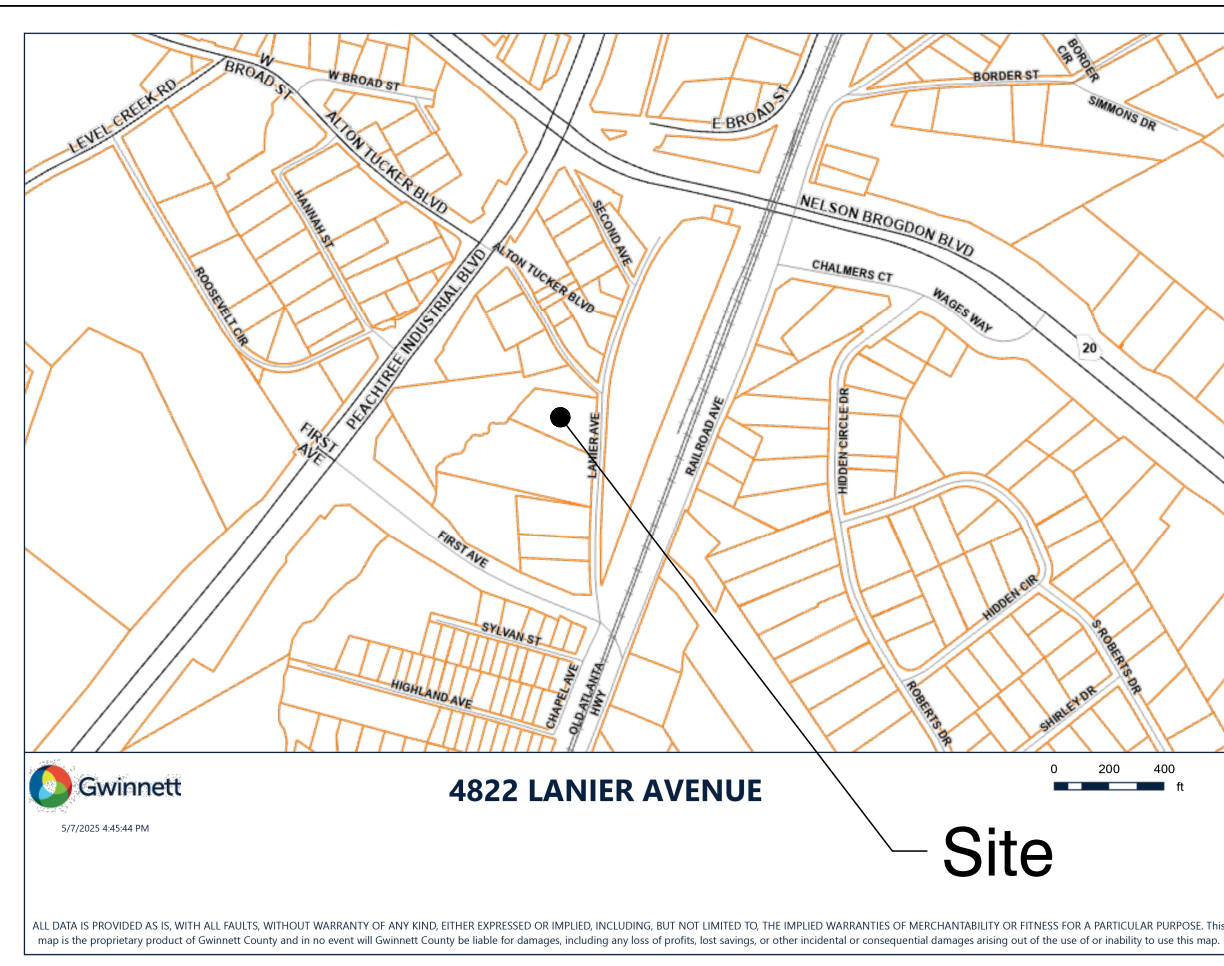 W
BROAD ST
W BROAD ST
LEVEL CREEK RD
ALTON TUCKER BLVD
HANNAH ST
ROOSEVELT CIR
E BROAD ST
BORDER ST
BORDER
CIR
SIMMONS DR
SECOND AVE
ALTON TUCKER BLVD
NELSON BROGDON BLVD
CHALMERS CT
WAGES WAY
20
PEACHTREE INDUSTRIAL BLVD
FIRST
AVE
LANIER AVE
RAILROAD AVE
HIDDEN CIRCLE DR
FIRST AVE
HIDDEN CIR
SYLVAN ST
HIGHLAND AVE
CHAPEL AVE
OLD ATLANTA
HWY
ROBERTS DR
SHIRLEY DR
S ROBERTS DR
Gwinnett
5/7/2025 4:45:44 PM
4822 LANIER AVENUE
0 200 400
ft
Site
ALL DATA IS PROVIDED AS IS, WITH ALL FAULTS, WITHOUT WARRANTY OF ANY KIND, EITHER EXPRESSED OR IMPLIED, INCLUDING, BUT NOT LIMITED TO, THE IMPLIED WARRANTIES OF MERCHANTABILITY OR FITNESS FOR A PARTICULAR PURPOSE. This
map is the proprietary product of Gwinnett County and in no event will Gwinnett County be liable for damages, including any loss of profits, lost savings, or other incidental or consequential damages arising out of the use of or inability to use this map.